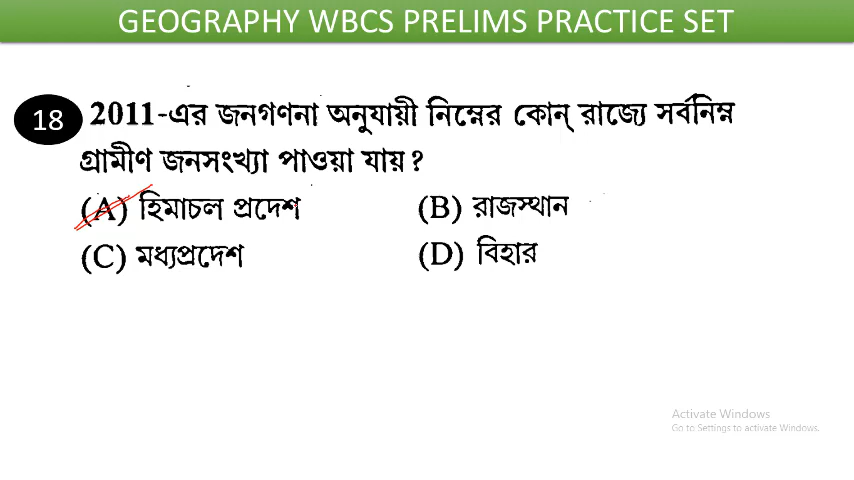 GEOGRAPHY WBCS PRELIMS PRACTICE SET
18 2011-এর জনগণনা অনুযায়ী নিম্নের কোন্ রাজ্যে সর্বনিম্ন
গ্রামীণ জনসংখ্যা পাওয়া যায়?
(A) হিমাচল প্রদেশ (B) রাজস্থান
(C) মধ্যপ্রদেশ (D) বিহার
Activate Windows
Go to Settings to activate Windows.